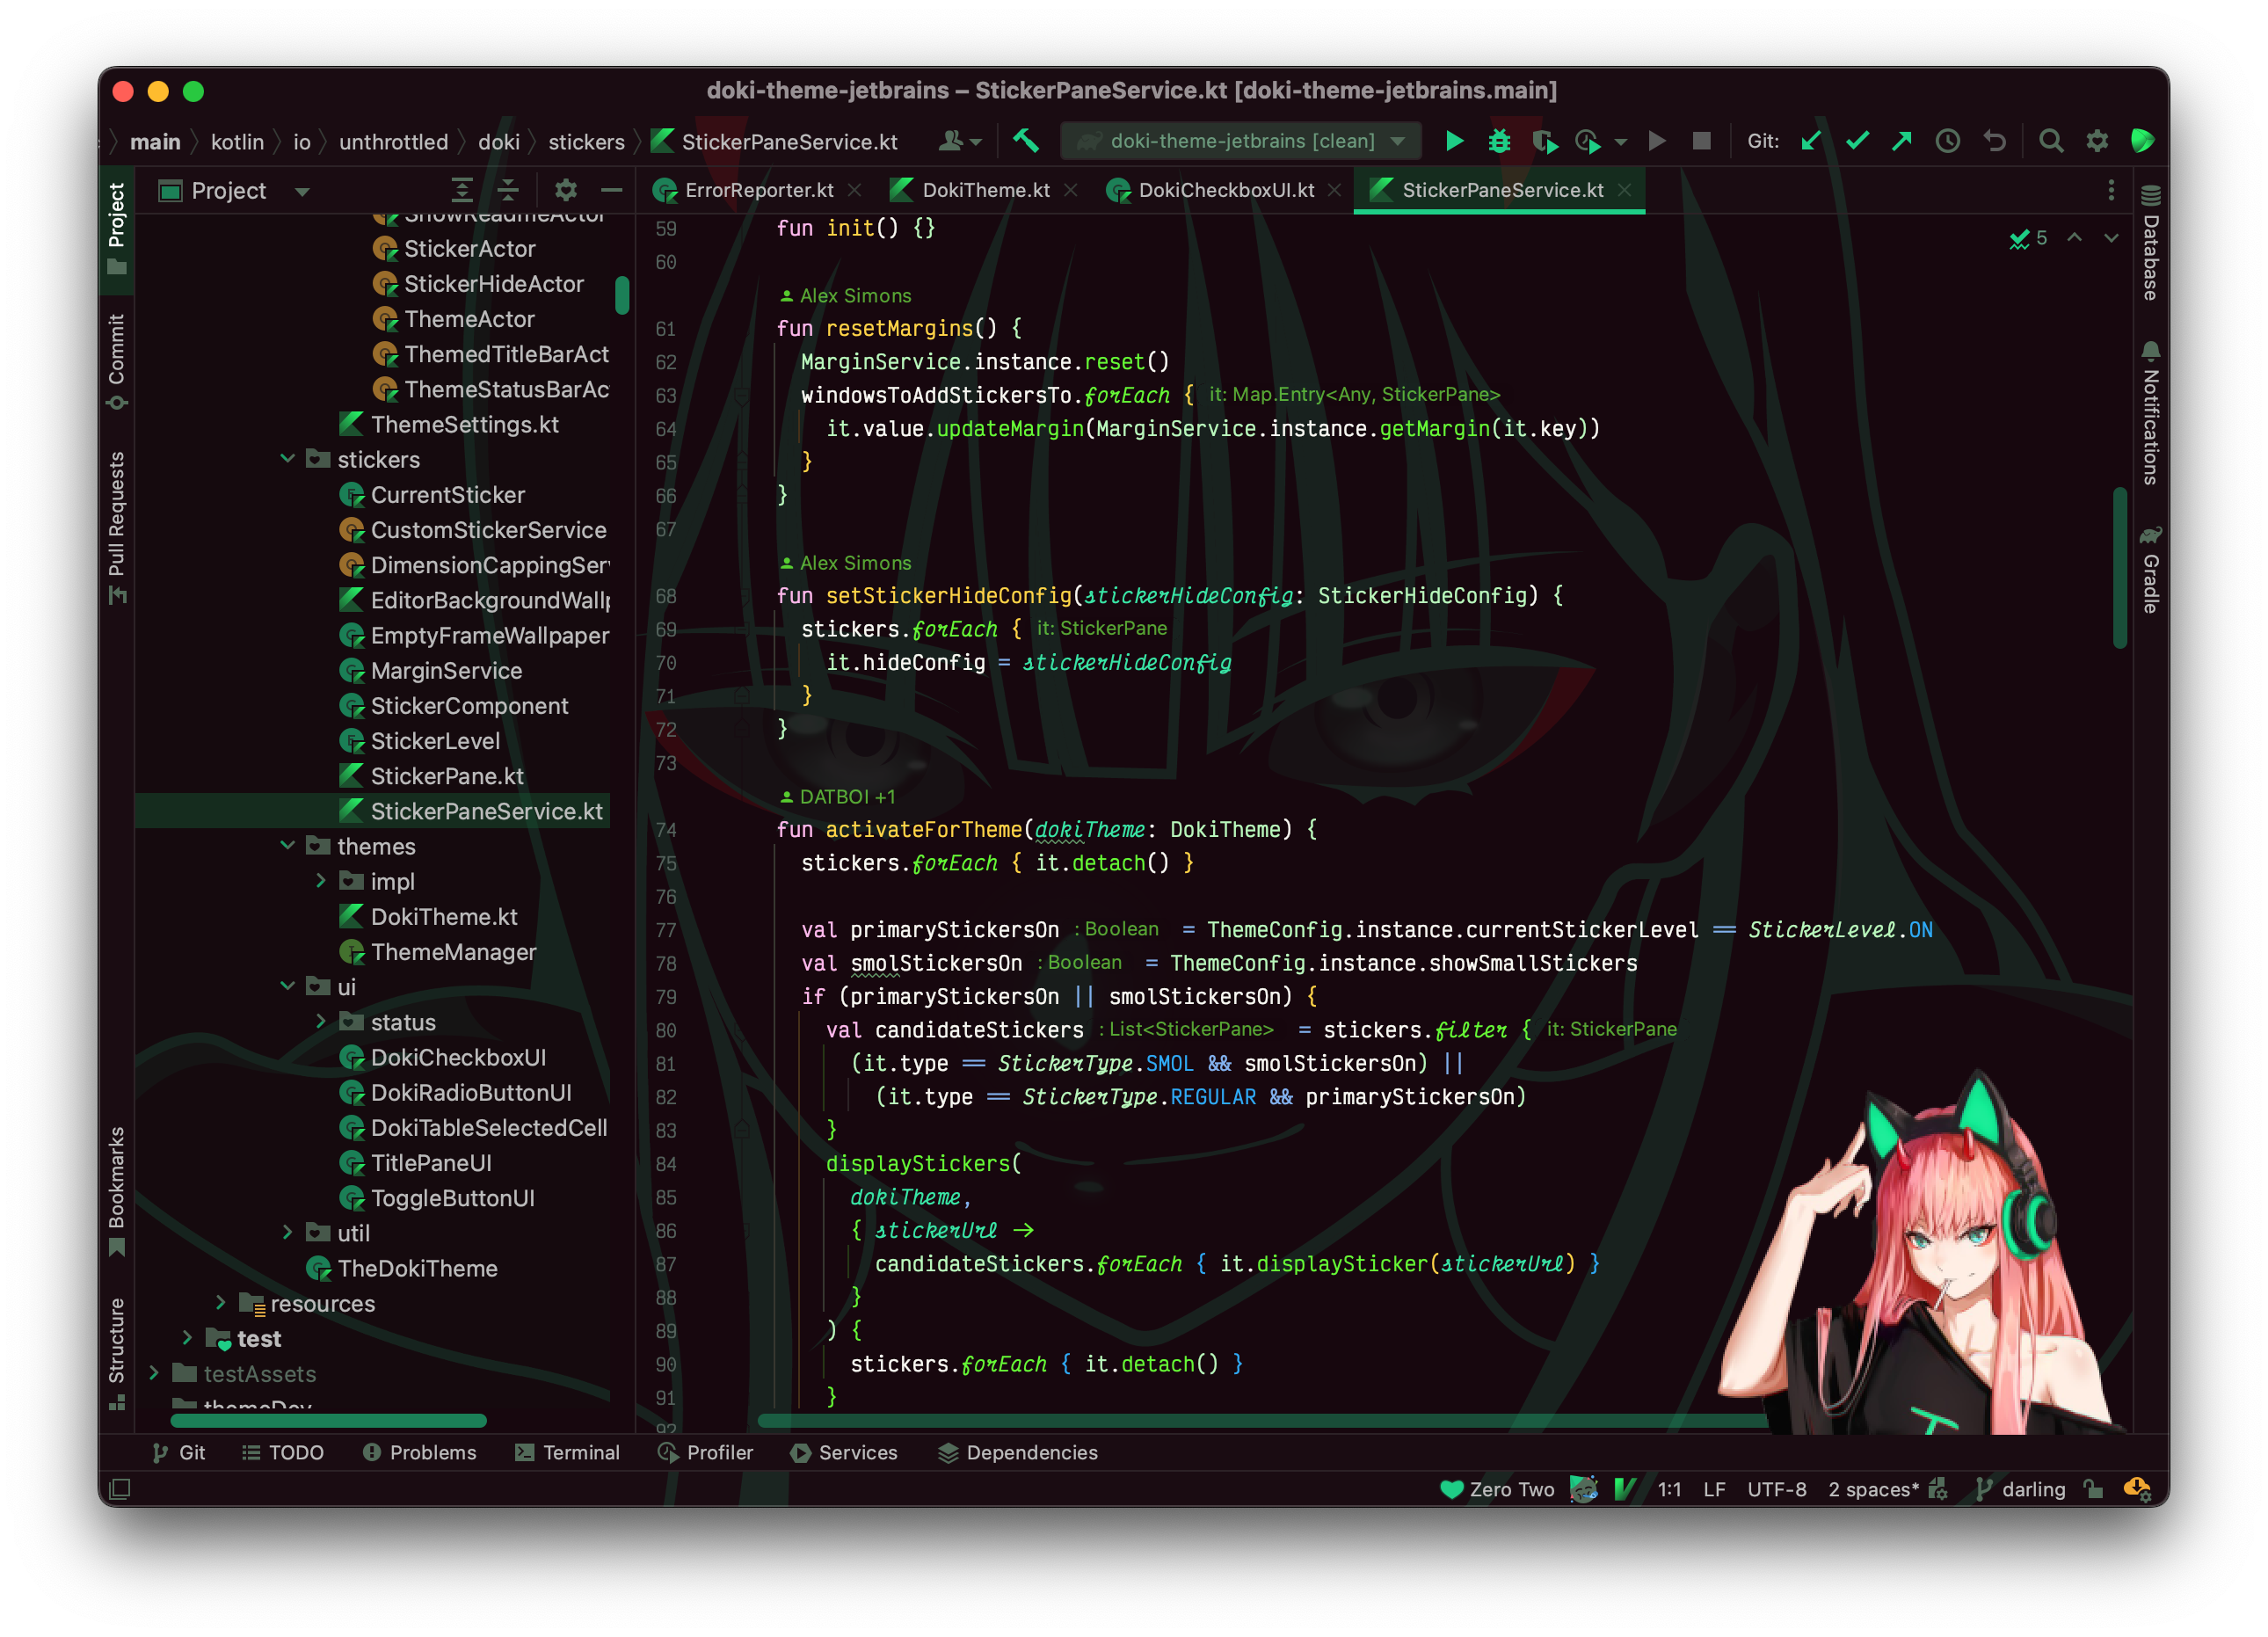 doki-theme-jetbrains – StickerPaneService.kt [doki-theme-jetbrains.main]
main kotlin io unthrottled doki stickers StickerPaneService.kt
doki-theme-jetbrains [clean]
Git:
Project
Commit
Pull Requests
Bookmarks
Structure
Project
ShowReadmeActor
StickerActor
StickerHideActor
ThemeActor
ThemedTitleBarAct
ThemeStatusBarAc
ThemeSettings.kt
stickers
CurrentSticker
CustomStickerService
DimensionCappingSer
EditorBackgroundWallp
EmptyFrameWallpaper
MarginService
StickerComponent
StickerLevel
StickerPane.kt
StickerPaneService.kt
themes
impl
DokiTheme.kt
ThemeManager
ui
status
DokiCheckboxUI
DokiRadioButtonUI
DokiTableSelectedCell
TitlePaneUI
ToggleButtonUI
util
TheDokiTheme
resources
test
testAssets
themeDev
ErrorReporter.kt DokiTheme.kt DokiCheckboxUI.kt StickerPaneService.kt
5
59 fun init() {}
60
Alex Simons
61 fun resetMargins() {
62 MarginService.instance.reset()
63 windowsToAddStickersTo.forEach { it: Map.Entry<Any, StickerPane>
64 it.value.updateMargin(MarginService.instance.getMargin(it.key))
65 }
66 }
67
Alex Simons
68 fun setStickerHideConfig(stickerHideConfig: StickerHideConfig) {
69 stickers.forEach { it: StickerPane
70 it.hideConfig = stickerHideConfig
71 }
72 }
73
DATBOI +1
74 fun activateForTheme(dokiTheme: DokiTheme) {
75 stickers.forEach { it.detach() }
76
77 val primaryStickersOn : Boolean = ThemeConfig.instance.currentStickerLevel == StickerLevel.ON
78 val smolStickersOn : Boolean = ThemeConfig.instance.showSmallStickers
79 if (primaryStickersOn || smolStickersOn) {
80 val candidateStickers : List<StickerPane> = stickers.filter { it: StickerPane
81 (it.type == StickerType.SMOL && smolStickersOn) ||
82 (it.type == StickerType.REGULAR && primaryStickersOn)
83 }
84 displayStickers(
85 dokiTheme,
86 { stickerUrl ->
87 candidateStickers.forEach { it.displaySticker(stickerUrl) }
88 }
89 ) {
90 stickers.forEach { it.detach() }
91 }
92
Database
Notifications
Gradle
Git TODO Problems Terminal Profiler Services Dependencies
Zero Two 1:1 LF UTF-8 2 spaces* darling